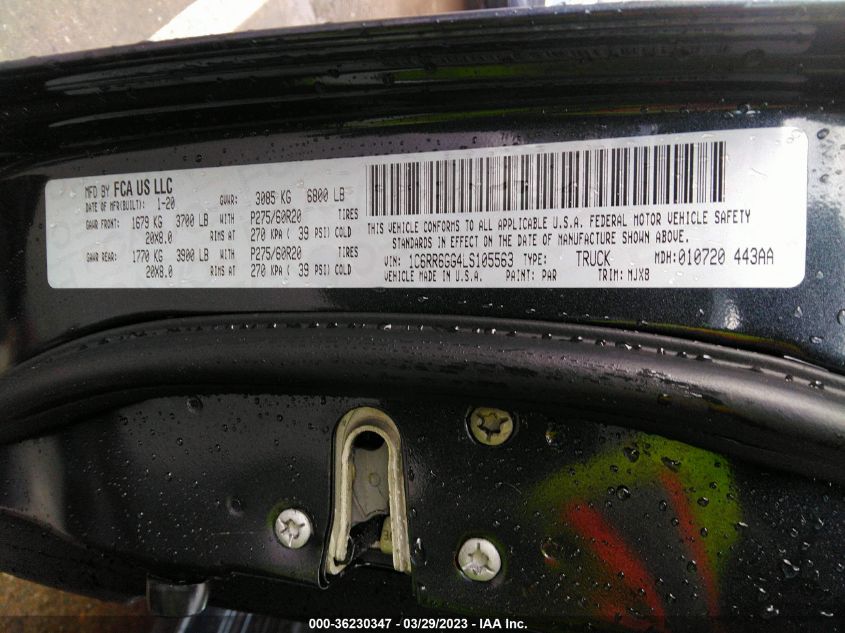 MFD BY FCA US LLC
DATE OF MFR(BUILT): 1-20 GVWR: 3085 KG 6800 LB
GAWR FRONT: 1679 KG 3700 LB WITH P275/60R20 TIRES
20X8.0 RIMS AT 270 KPA ( 39 PSI) COLD
GAWR REAR: 1770 KG 3900 LB WITH P275/60R20 TIRES
20X8.0 RIMS AT 270 KPA ( 39 PSI) COLD
THIS VEHICLE CONFORMS TO ALL APPLICABLE U.S.A. FEDERAL MOTOR VEHICLE SAFETY
STANDARDS IN EFFECT ON THE DATE OF MANUFACTURE SHOWN ABOVE.
VIN: 1C6RR6GG4LS105563 TYPE: TRUCK MDH:010720 443AA
VEHICLE MADE IN U.S.A. PAINT: PAR TRIM: MJX8
000-36230347 — 03/29/2023 — IAA Inc.